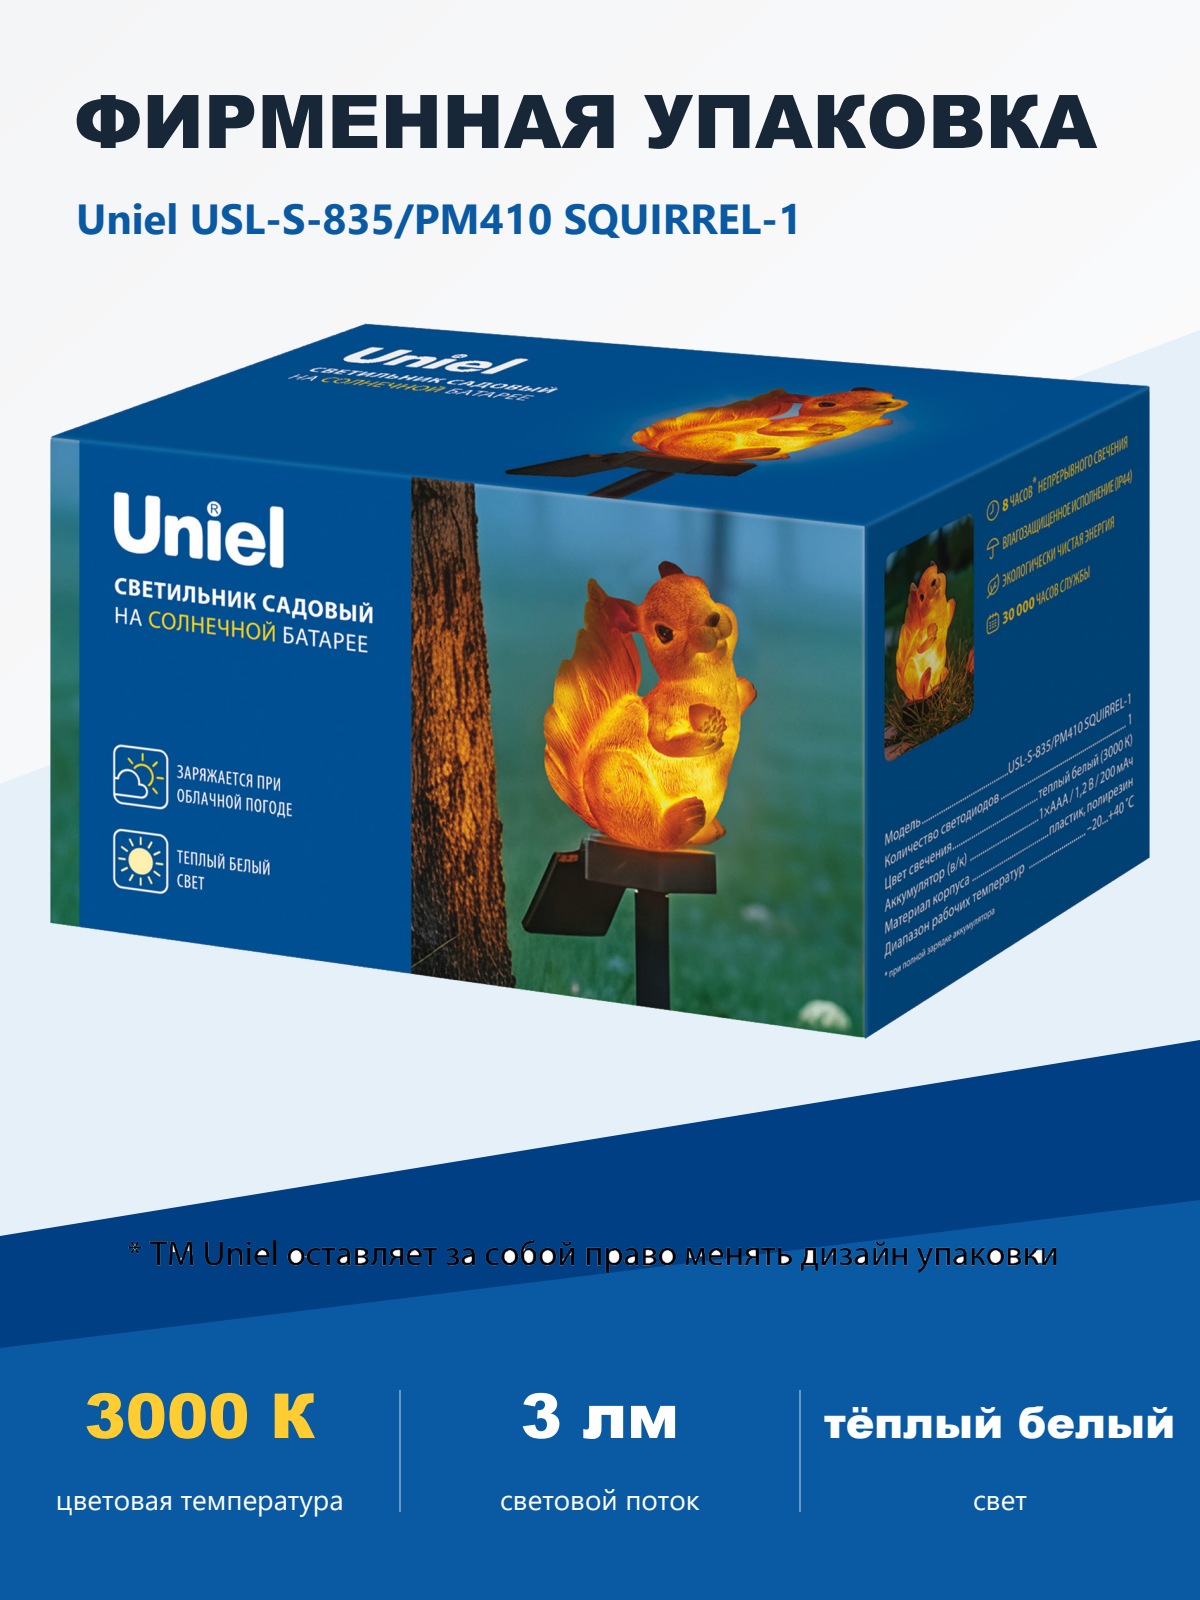 ФИРМЕННАЯ УПАКОВКА
Uniel USL-S-835/PM410 SQUIRREL-1
Uniel®
СВЕТИЛЬНИК САДОВЫЙ
НА СОЛНЕЧНОЙ БАТАРЕЕ
Uniel®
СВЕТИЛЬНИК САДОВЫЙ
НА СОЛНЕЧНОЙ БАТАРЕЕ
ЗАРЯЖАЕТСЯ ПРИ
ОБЛАЧНОЙ ПОГОДЕ
ТЕПЛЫЙ БЕЛЫЙ
СВЕТ
8 ЧАСОВ* НЕПРЕРЫВНОГО СВЕЧЕНИЯ
ВЛАГОЗАЩИЩЕННОЕ ИСПОЛНЕНИЕ (IP44)
ЭКОЛОГИЧЕСКИ ЧИСТАЯ ЭНЕРГИЯ
30 000 ЧАСОВ СЛУЖБЫ
Модель..........USL-S-835/PM410 SQUIRREL-1
Количество светодиодов..........1
Цвет свечения..........теплый белый (3000 K)
Аккумулятор (в/к)..........1×AAA / 1,2 В / 200 мАч
Материал корпуса..........пластик, полирезин
Диапазон рабочих температур..........–20...+40 °C
* при полной зарядке аккумулятора
* ТМ Uniel оставляет за собой право менять дизайн упаковки
3000 К
цветовая температура
3 лм
световой поток
тёплый белый
свет